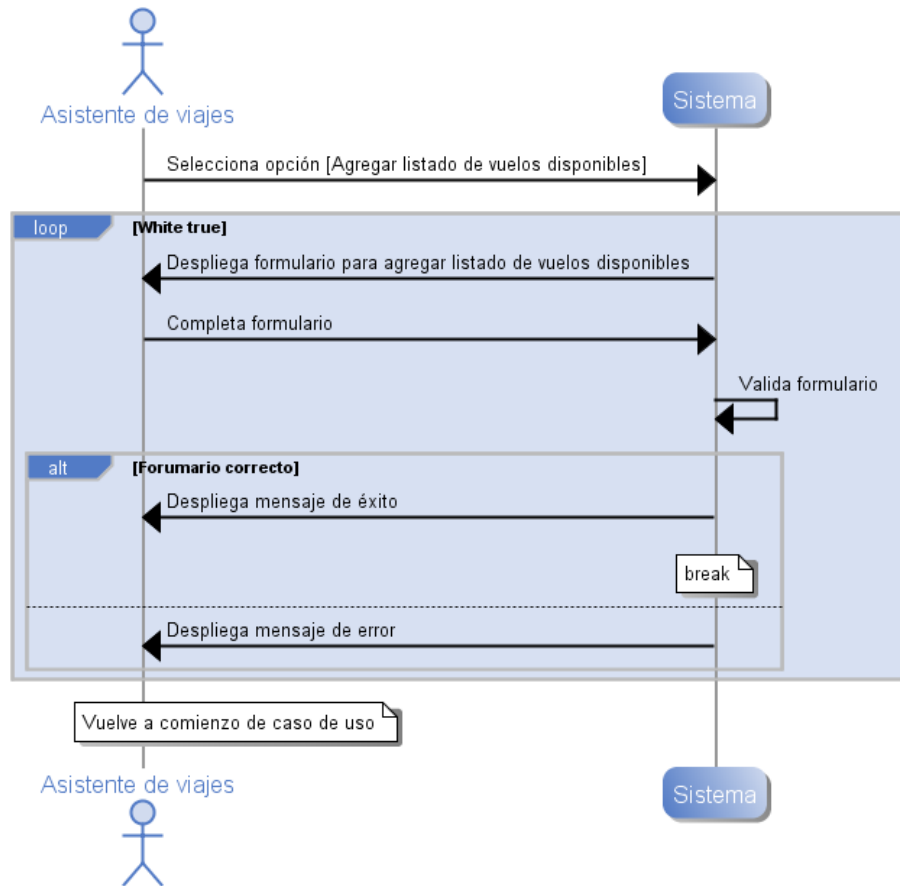 Asistente de viajes
Sistema
Selecciona opción [Agregar listado de vuelos disponibles]
loop [White true]
Despliega formulario para agregar listado de vuelos disponibles
Completa formulario
Valida formulario
alt [Forumario correcto]
Despliega mensaje de éxito
break
Despliega mensaje de error
Vuelve a comienzo de caso de uso
Asistente de viajes
Sistema